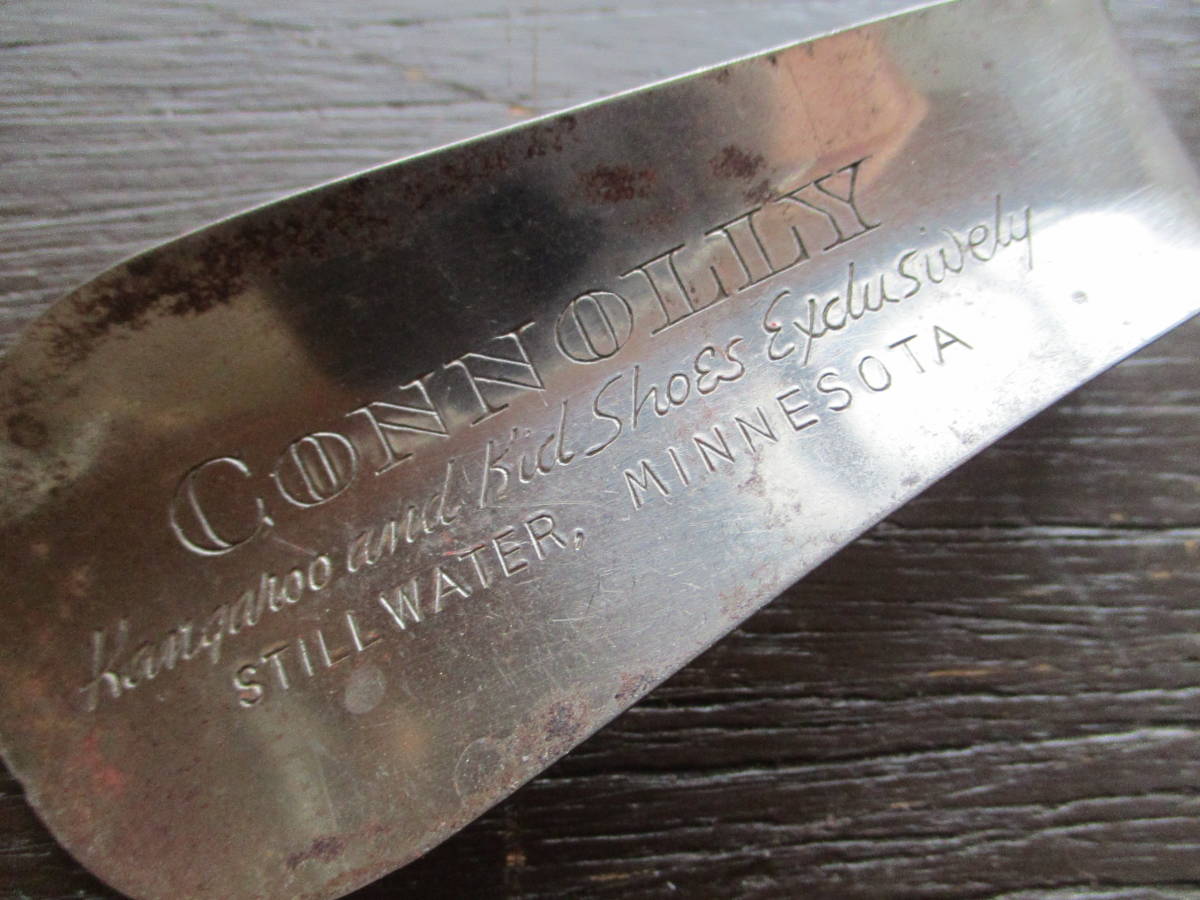 CONNOLLY
Kangaroo and Kid Shoes Exclusively
STILLWATER, MINNESOTA